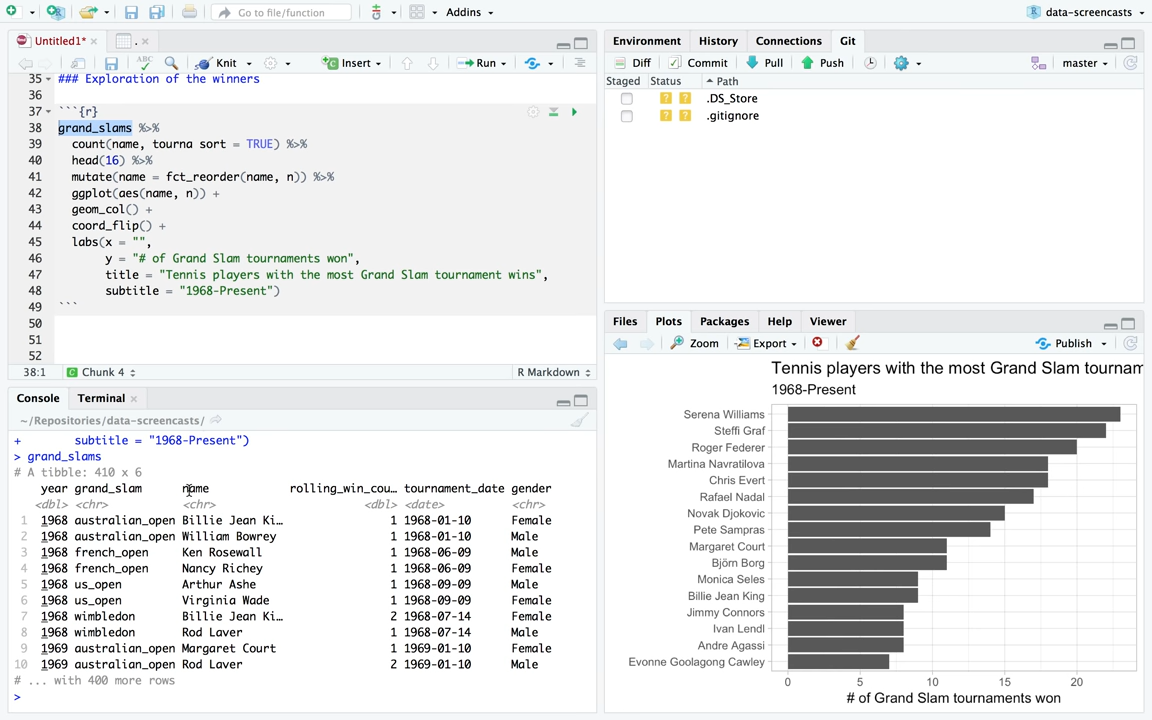 Go to file/function
Addins
data-screencasts
Untitled1*
.
Environment
History
Connections
Git
ABC
Knit
Insert
Run
Diff
Commit
Pull
Push
master
Staged
Status
Path
.DS_Store
.gitignore
35 ### Exploration of the winners
36
37 ```{r}
38 grand_slams %>%
39 count(name, tourna sort = TRUE) %>%
40 head(16) %>%
41 mutate(name = fct_reorder(name, n)) %>%
42 ggplot(aes(name, n)) +
43 geom_col() +
44 coord_flip() +
45 labs(x = "",
46 y = "# of Grand Slam tournaments won",
47 title = "Tennis players with the most Grand Slam tournament wins",
48 subtitle = "1968-Present")
49 ```
50
51
52
38:1
Chunk 4
R Markdown
Console
Terminal
~/Repositories/data-screencasts/
+ subtitle = "1968-Present")
> grand_slams
# A tibble: 410 x 6
year grand_slam name rolling_win_cou… tournament_date gender
<dbl> <chr> <chr> <dbl> <date> <chr>
1 1968 australian_open Billie Jean Ki… 1 1968-01-10 Female
2 1968 australian_open William Bowrey 1 1968-01-10 Male
3 1968 french_open Ken Rosewall 1 1968-06-09 Male
4 1968 french_open Nancy Richey 1 1968-06-09 Female
5 1968 us_open Arthur Ashe 1 1968-09-09 Male
6 1968 us_open Virginia Wade 1 1968-09-09 Female
7 1968 wimbledon Billie Jean Ki… 2 1968-07-14 Female
8 1968 wimbledon Rod Laver 1 1968-07-14 Male
9 1969 australian_open Margaret Court 1 1969-01-10 Female
10 1969 australian_open Rod Laver 2 1969-01-10 Male
# ... with 400 more rows
>
Files
Plots
Packages
Help
Viewer
Zoom
Export
Publish
Tennis players with the most Grand Slam tournam
1968-Present
Serena Williams
Steffi Graf
Roger Federer
Martina Navratilova
Chris Evert
Rafael Nadal
Novak Djokovic
Pete Sampras
Margaret Court
Björn Borg
Monica Seles
Billie Jean King
Jimmy Connors
Ivan Lendl
Andre Agassi
Evonne Goolagong Cawley
0 5 10 15 20
# of Grand Slam tournaments won